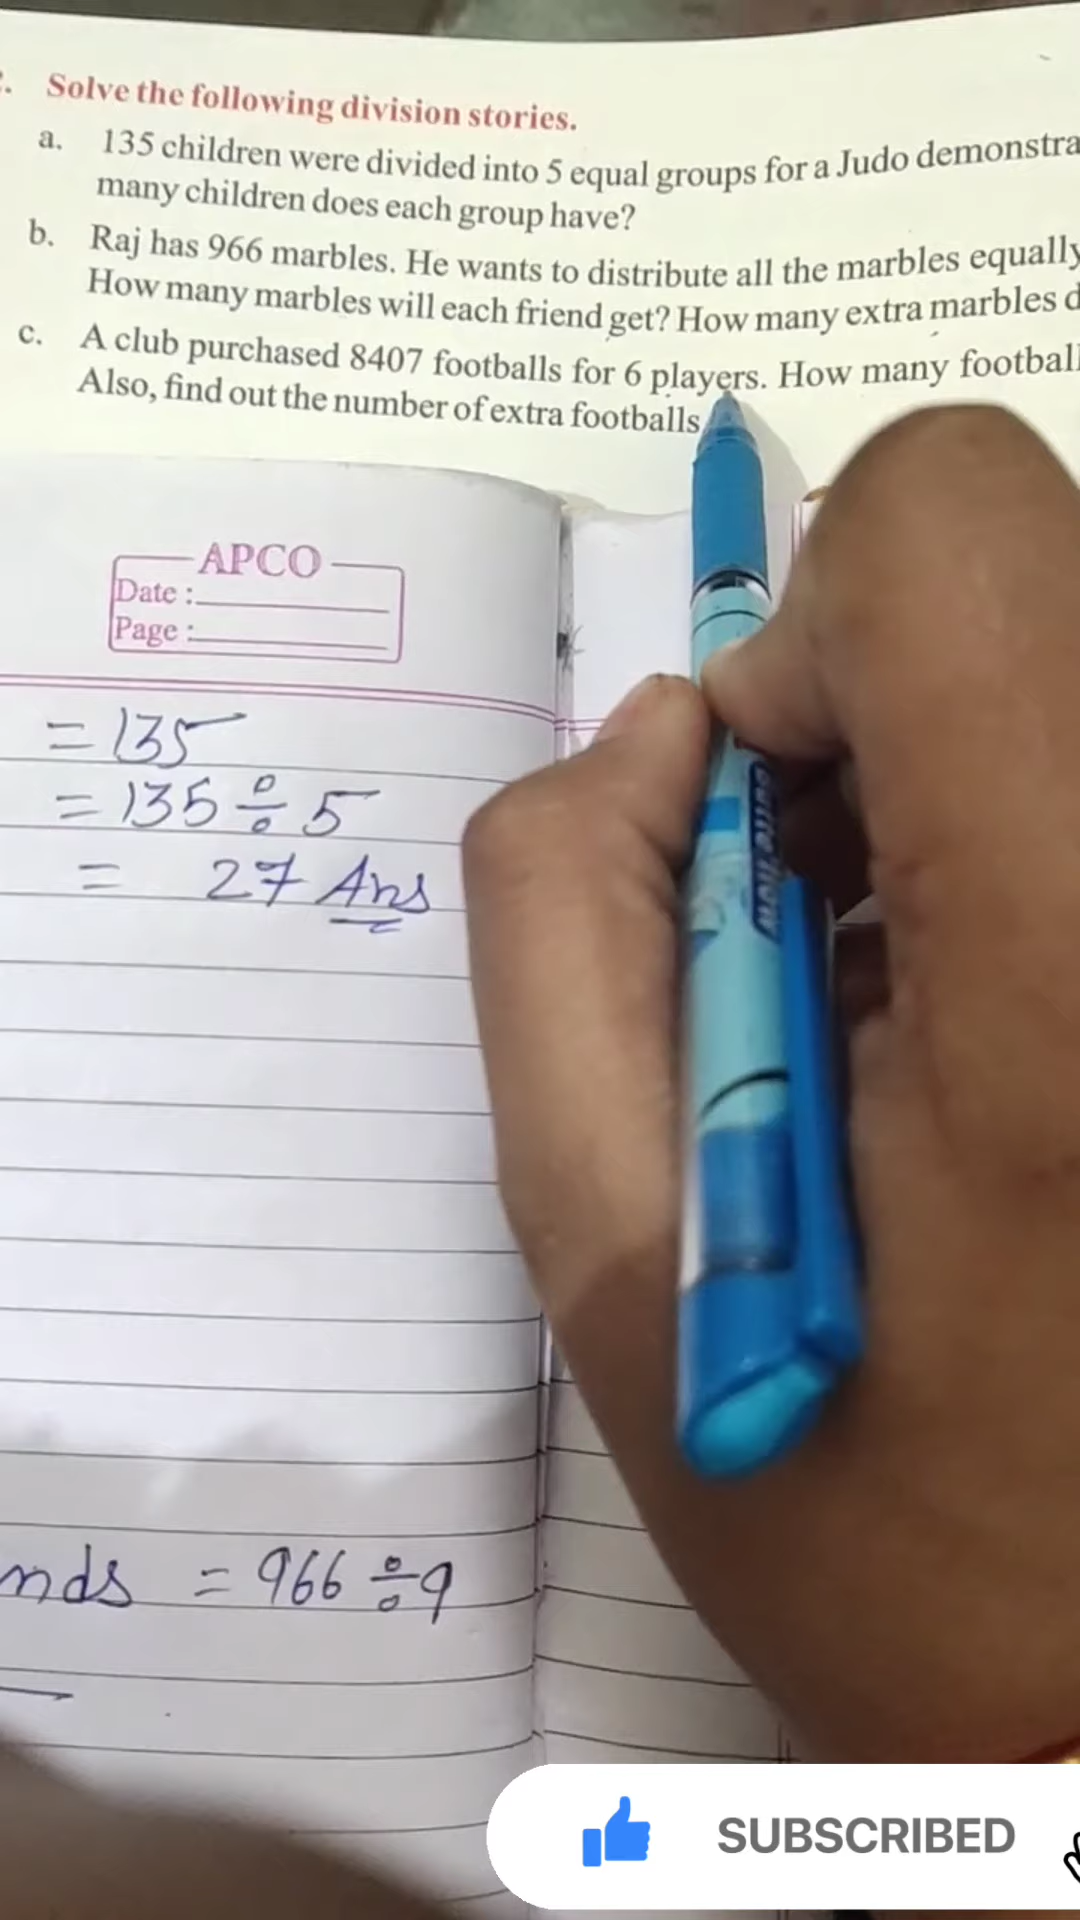 Solve the following division stories.
a. 135 children were divided into 5 equal groups for a Judo demonstra
many children does each group have?
b. Raj has 966 marbles. He wants to distribute all the marbles equally
How many marbles will each friend get? How many extra marbles d
c. A club purchased 8407 footballs for 6 players. How many football
Also, find out the number of extra footballs
APCO
Date :
Page :
= 135
= 135 ÷ 5
= 27 Ans
nds = 966 ÷ 9
SUBSCRIBED